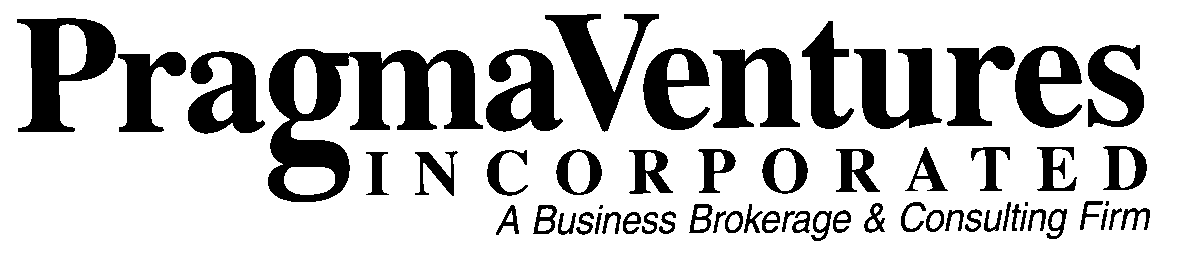 PragmaVentures
INCORPORATED
A Business Brokerage & Consulting Firm